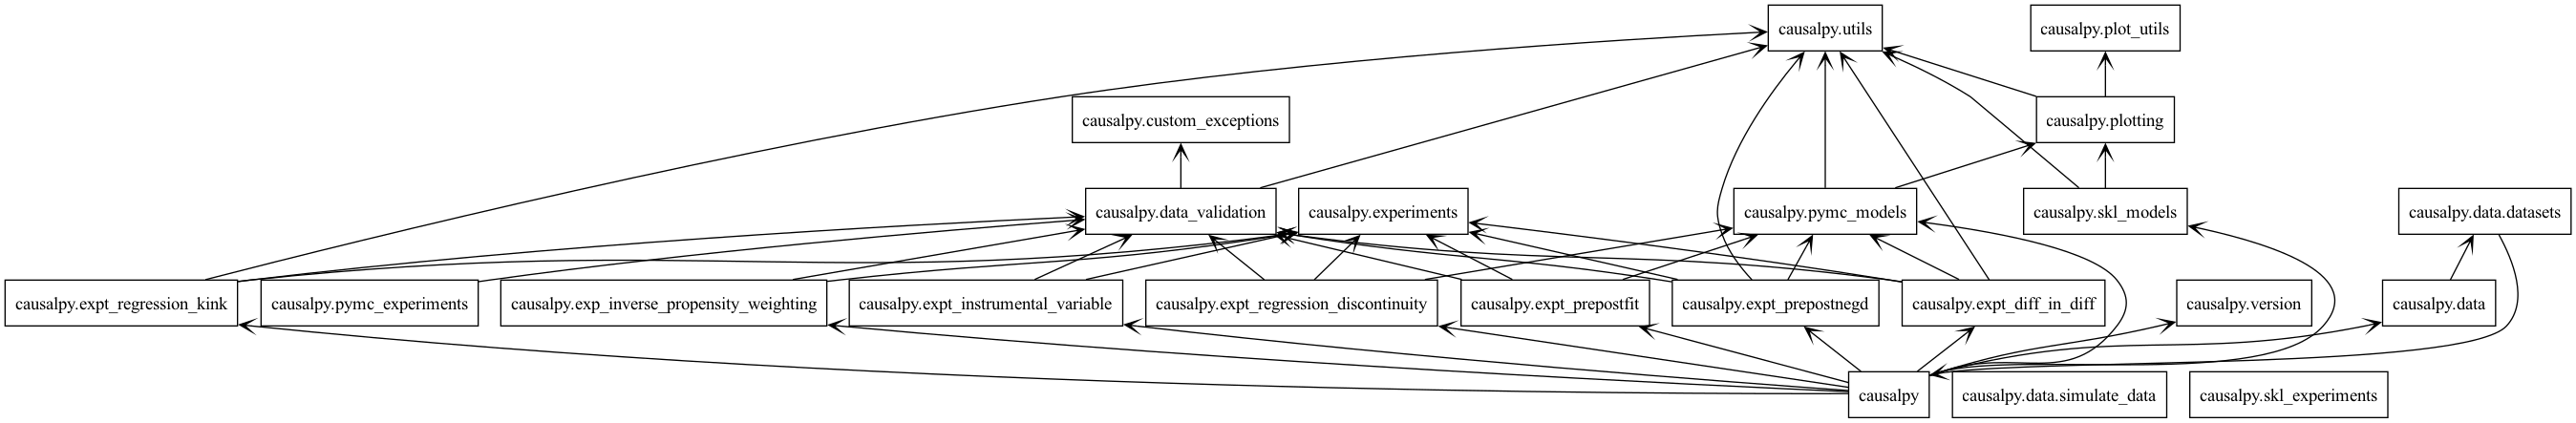 causalpy.utils
causalpy.plot_utils
causalpy.custom_exceptions
causalpy.plotting
causalpy.data_validation
causalpy.experiments
causalpy.pymc_models
causalpy.skl_models
causalpy.data.datasets
causalpy.expt_regression_kink
causalpy.pymc_experiments
causalpy.exp_inverse_propensity_weighting
causalpy.expt_instrumental_variable
causalpy.expt_regression_discontinuity
causalpy.expt_prepostfit
causalpy.expt_prepostnegd
causalpy.expt_diff_in_diff
causalpy.version
causalpy.data
causalpy
causalpy.data.simulate_data
causalpy.skl_experiments